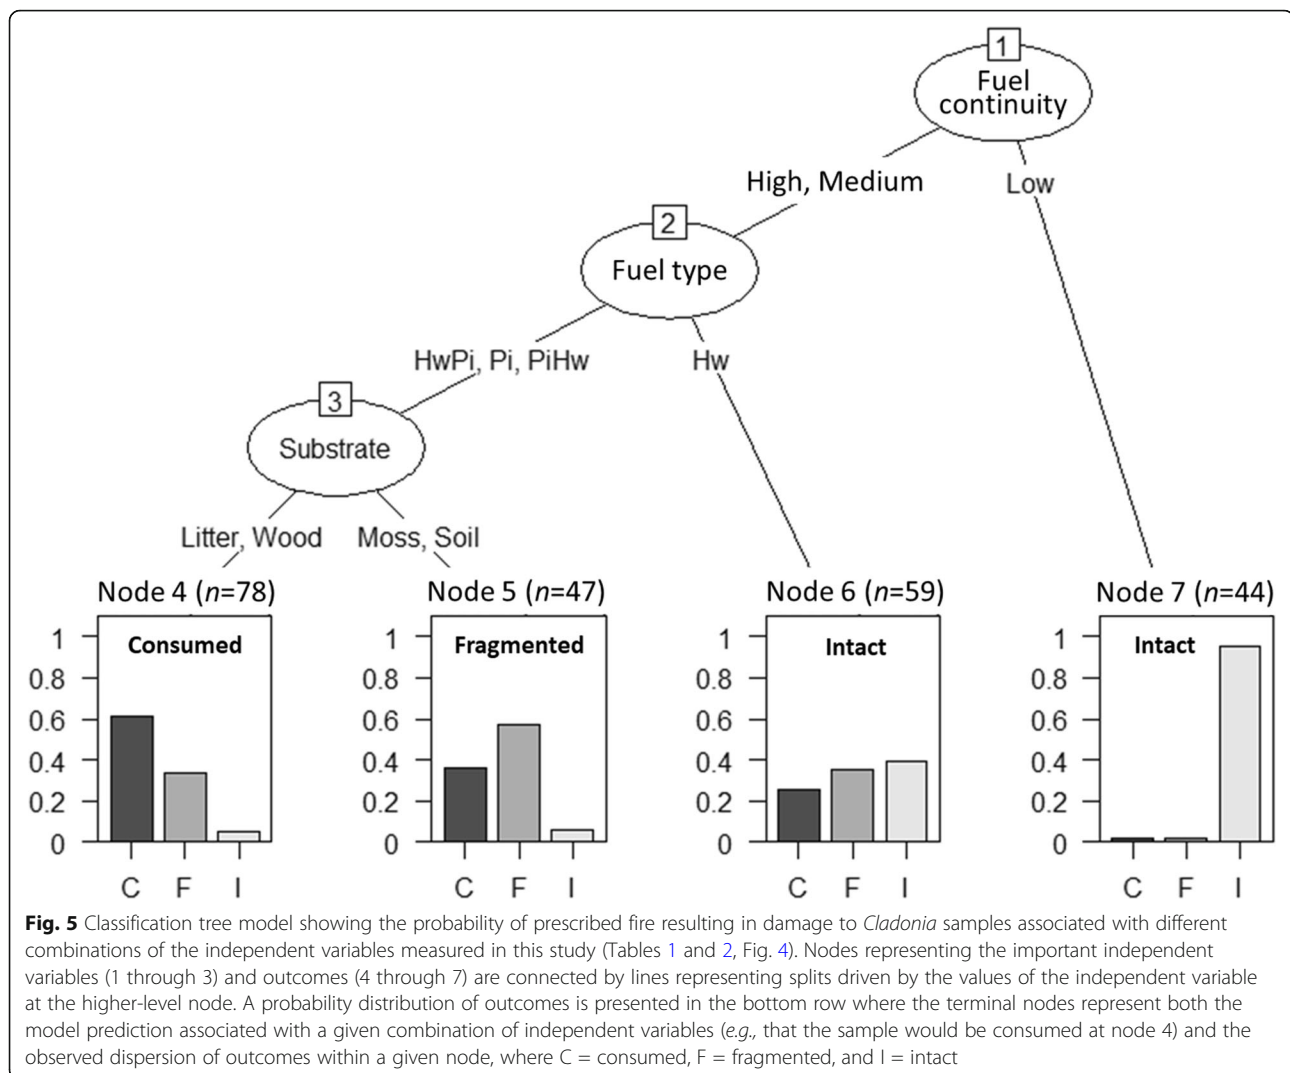 1
Fuel
continuity
High, Medium
Low
2
Fuel type
HwPi, Pi, PiHw
Hw
3
Substrate
Litter, Wood
Moss, Soil
Node 4 (n=78)
Consumed
1
0.8
0.6
0.4
0.2
0
C F I
Node 5 (n=47)
Fragmented
1
0.8
0.6
0.4
0.2
0
C F I
Node 6 (n=59)
Intact
1
0.8
0.6
0.4
0.2
0
C F I
Node 7 (n=44)
Intact
1
0.8
0.6
0.4
0.2
0
C F I
Fig. 5 Classification tree model showing the probability of prescribed fire resulting in damage to Cladonia samples associated with different
combinations of the independent variables measured in this study (Tables 1 and 2, Fig. 4). Nodes representing the important independent
variables (1 through 3) and outcomes (4 through 7) are connected by lines representing splits driven by the values of the independent variable
at the higher-level node. A probability distribution of outcomes is presented in the bottom row where the terminal nodes represent both the
model prediction associated with a given combination of independent variables (e.g., that the sample would be consumed at node 4) and the
observed dispersion of outcomes within a given node, where C = consumed, F = fragmented, and I = intact